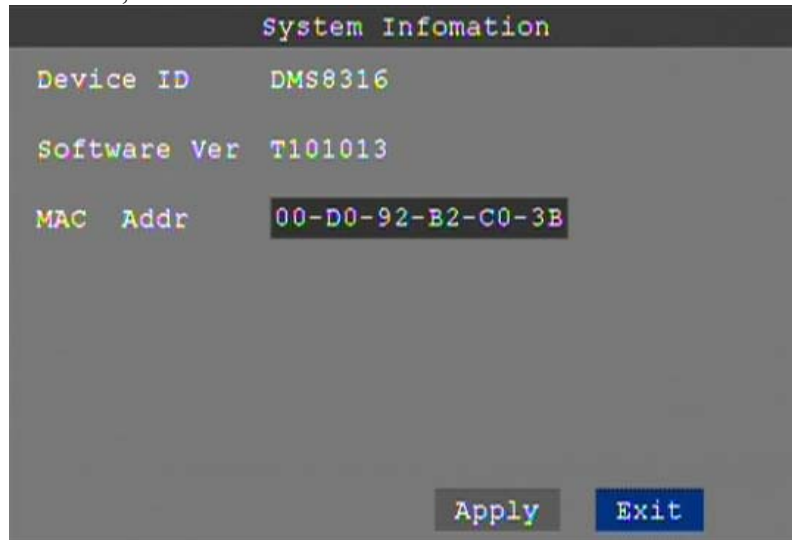 System Infomation
Device ID DMS8316
Software Ver T101013
MAC Addr 00-D0-92-B2-C0-3B
Apply Exit